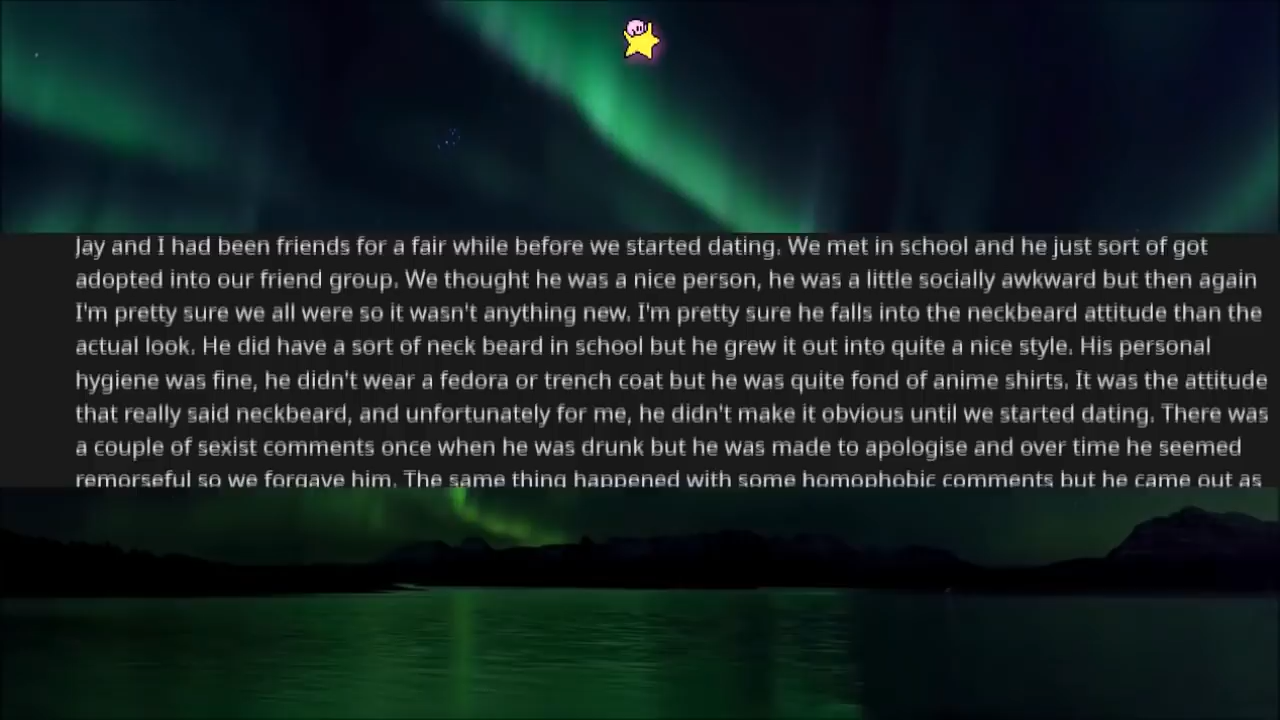 Jay and I had been friends for a fair while before we started dating. We met in school and he just sort of got
adopted into our friend group. We thought he was a nice person, he was a little socially awkward but then again
I'm pretty sure we all were so it wasn't anything new. I'm pretty sure he falls into the neckbeard attitude than the
actual look. He did have a sort of neck beard in school but he grew it out into quite a nice style. His personal
hygiene was fine, he didn't wear a fedora or trench coat but he was quite fond of anime shirts. It was the attitude
that really said neckbeard, and unfortunately for me, he didn't make it obvious until we started dating. There was
a couple of sexist comments once when he was drunk but he was made to apologise and over time he seemed
remorseful so we forgave him. The same thing happened with some homophobic comments but he came out as